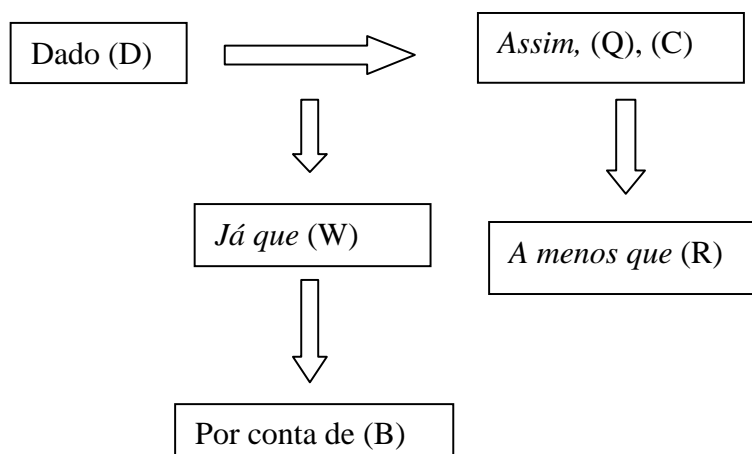 Dado (D)
Assim, (Q), (C)
Já que (W)
A menos que (R)
Por conta de (B)